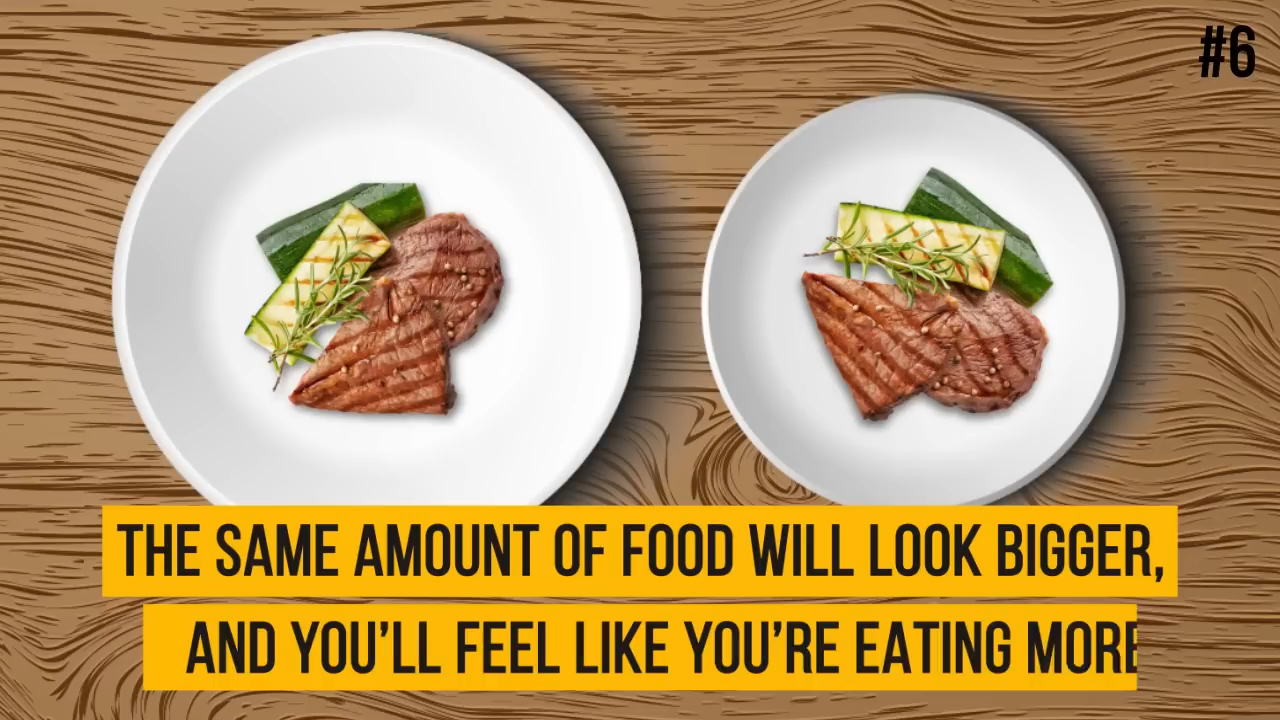 #6
THE SAME AMOUNT OF FOOD WILL LOOK BIGGER,
AND YOU'LL FEEL LIKE YOU'RE EATING MORE